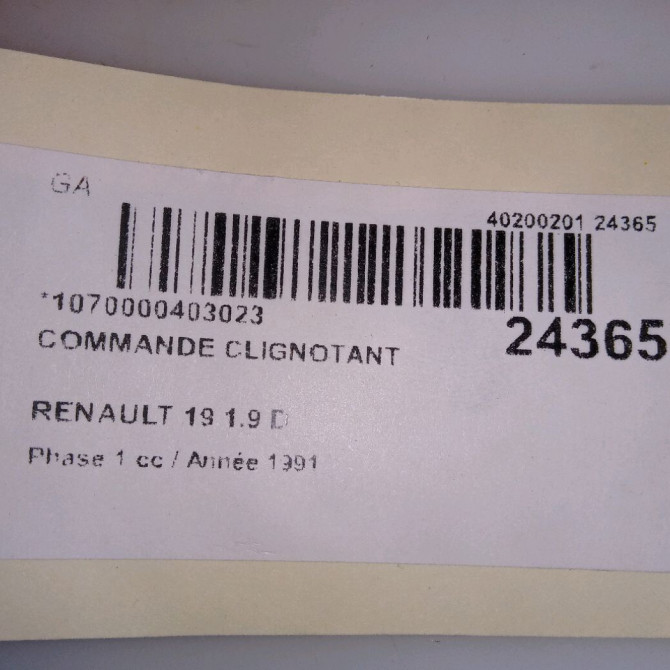 GA
40200201 24365
*1070000403023
24365
COMMANDE CLIGNOTANT
RENAULT 19 1.9 D
Phase 1 cc / Année 1991